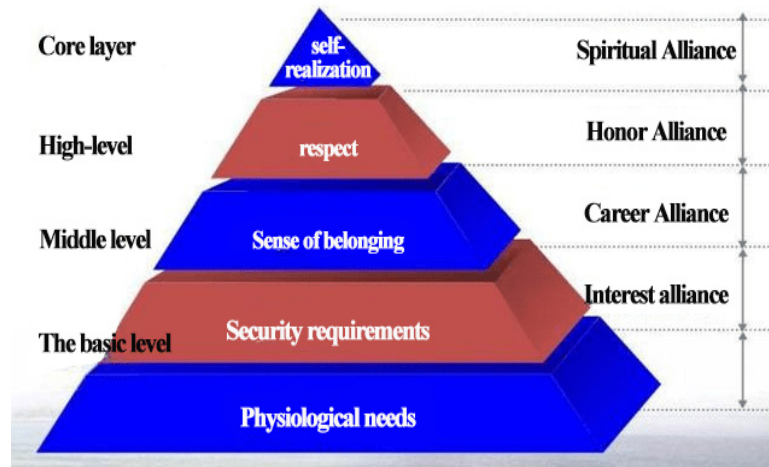 Core layer
self-
realization
Spiritual Alliance
High-level
respect
Honor Alliance
Middle level
Sense of belonging
Career Alliance
Interest alliance
The basic level
Security requirements
Physiological needs